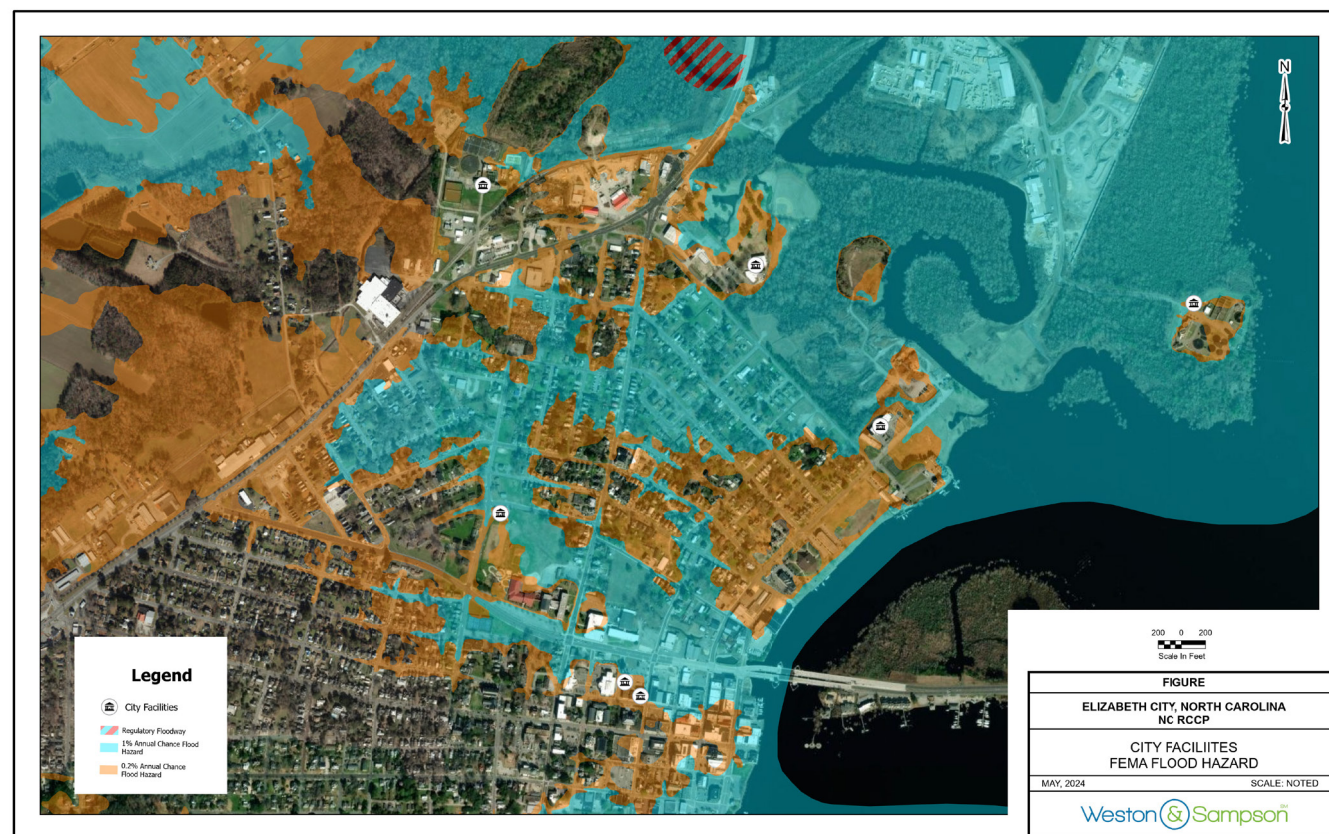 N
Legend
City Facilities
Regulatory Floodway
1% Annual Chance Flood
Hazard
0.2% Annual Chance
Flood Hazard
200 0 200
Scale In Feet
FIGURE
ELIZABETH CITY, NORTH CAROLINA
NC RCCP
CITY FACILIITES
FEMA FLOOD HAZARD
MAY, 2024 SCALE: NOTED
Weston & Sampson